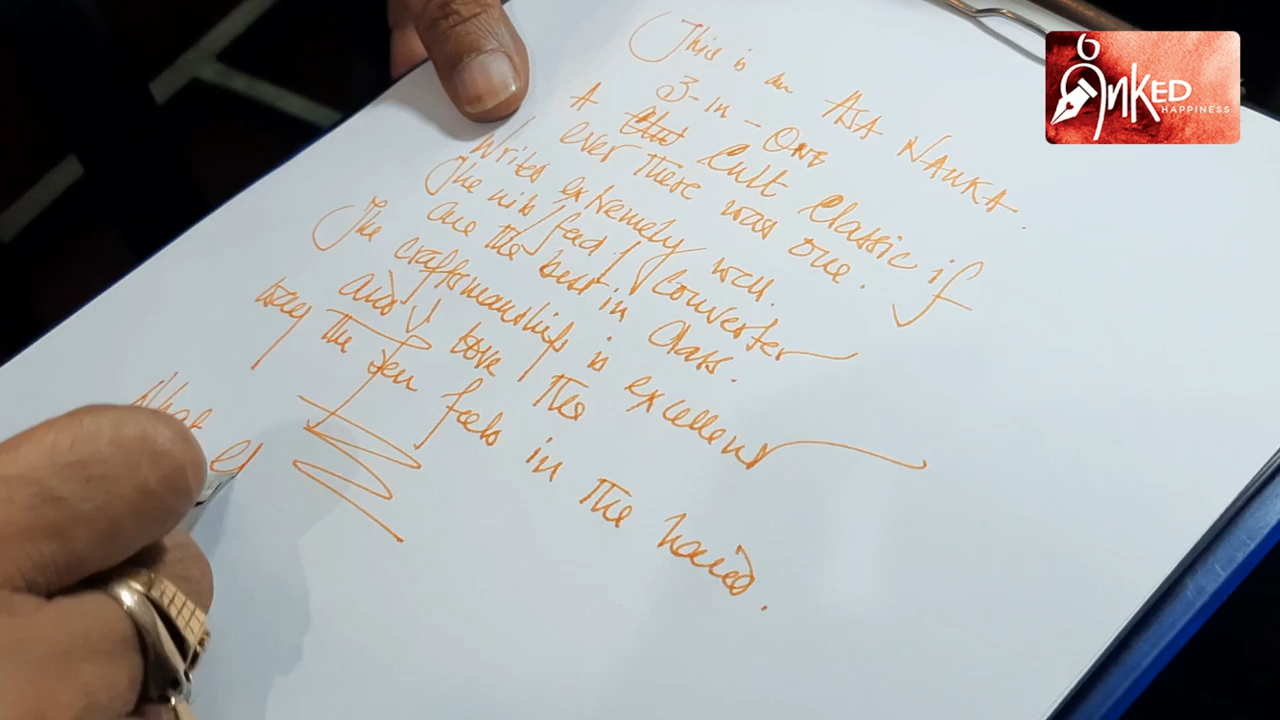 This is an ASA NAUKA.
3-in-ONE
A Cult Classic if
ever there was one.
Writes extremely well.
The nib/feed/Converter
are the best in Class.
The craftsmanship is excellent
and I love the
way the pen feels in the hand.
What
INKED
HAPPINESS